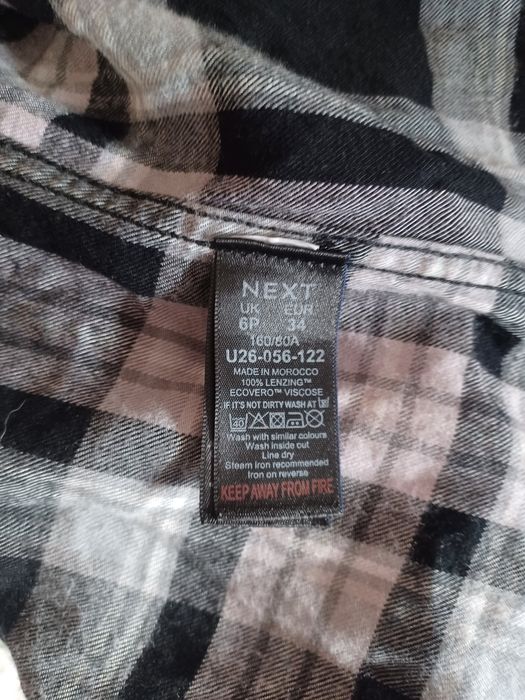 NEXT
UK EUR
6P 34
160/80A
U26-056-122
MADE IN MOROCCO
100% LENZING™
ECOVERO™ VISCOSE
IF IT'S NOT DIRTY WASH AT
40
Wash with similar colours
Wash inside out
Line dry
Steam iron recommended
Iron on reverse
KEEP AWAY FROM FIRE